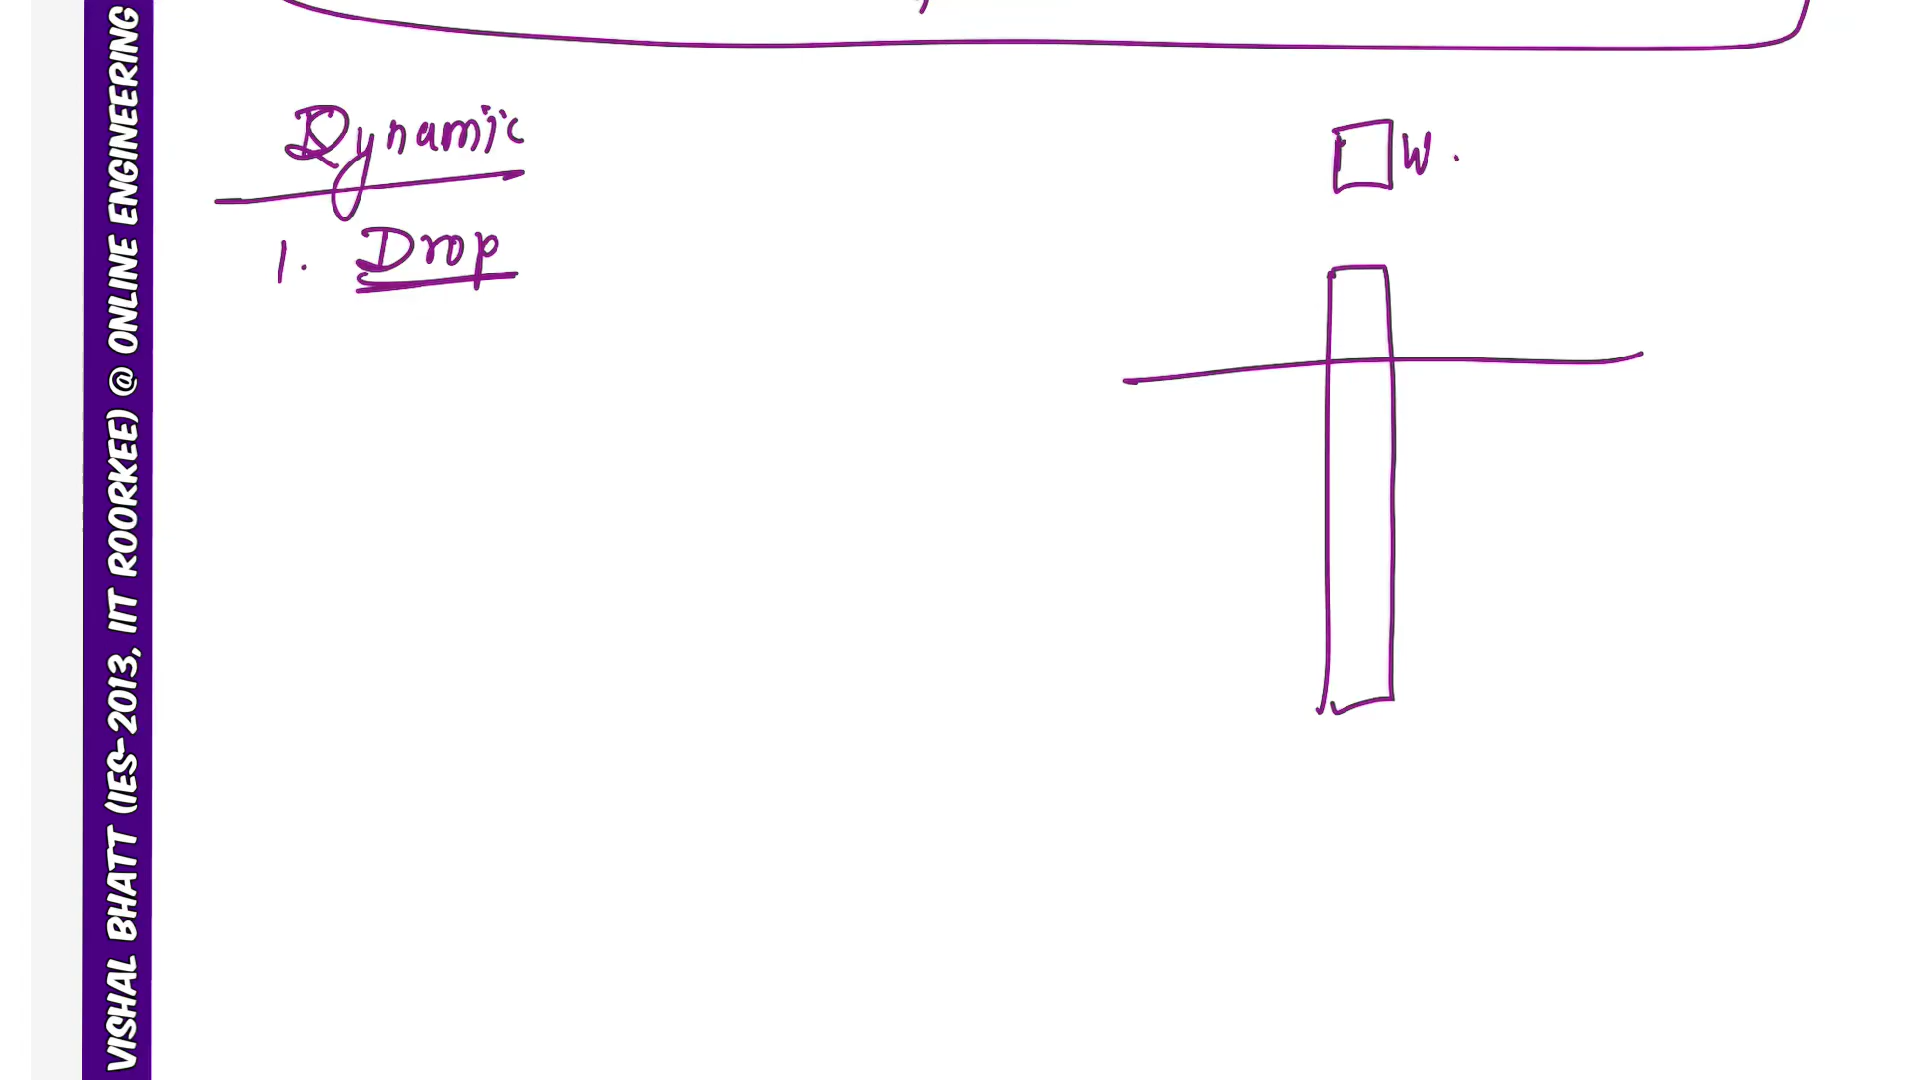 VISHAL BHATT (IES-2013, IIT ROORKEE) @ ONLINE ENGINEERING
Dynamic
1. Drop
W.